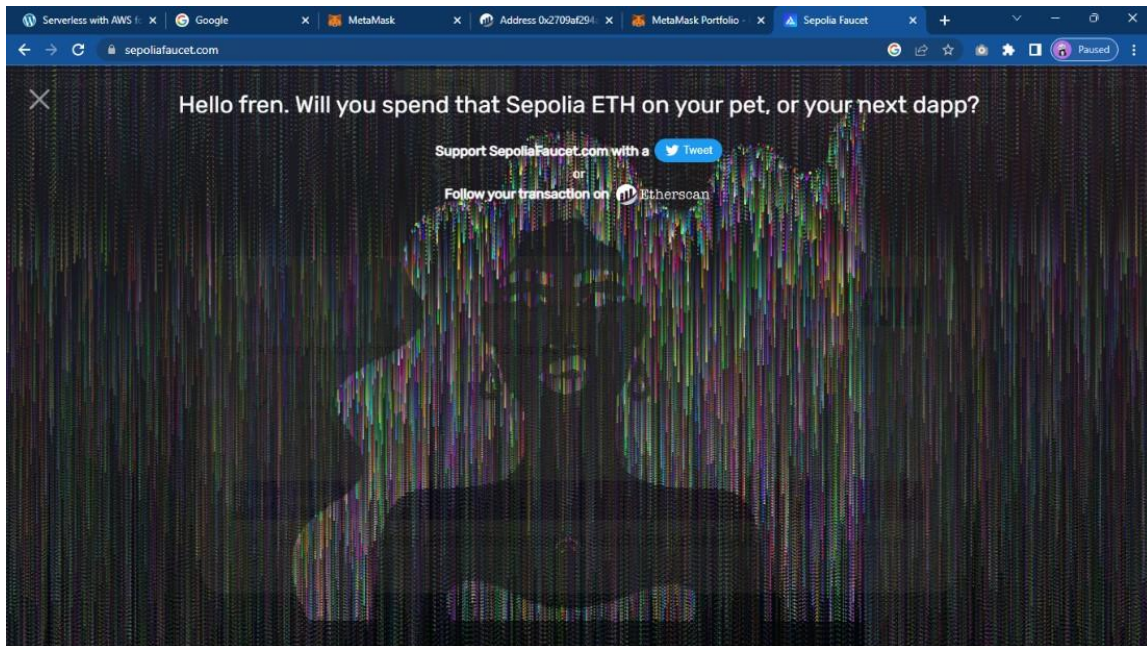 Serverless with AWS fo
Google
MetaMask
Address 0x2709af294
MetaMask Portfolio -
Sepolia Faucet
sepoliafaucet.com
Paused
Hello fren. Will you spend that Sepolia ETH on your pet, or your next dapp?
Support SepoliaFaucet.com with a Tweet
or
Follow your transaction on Etherscan